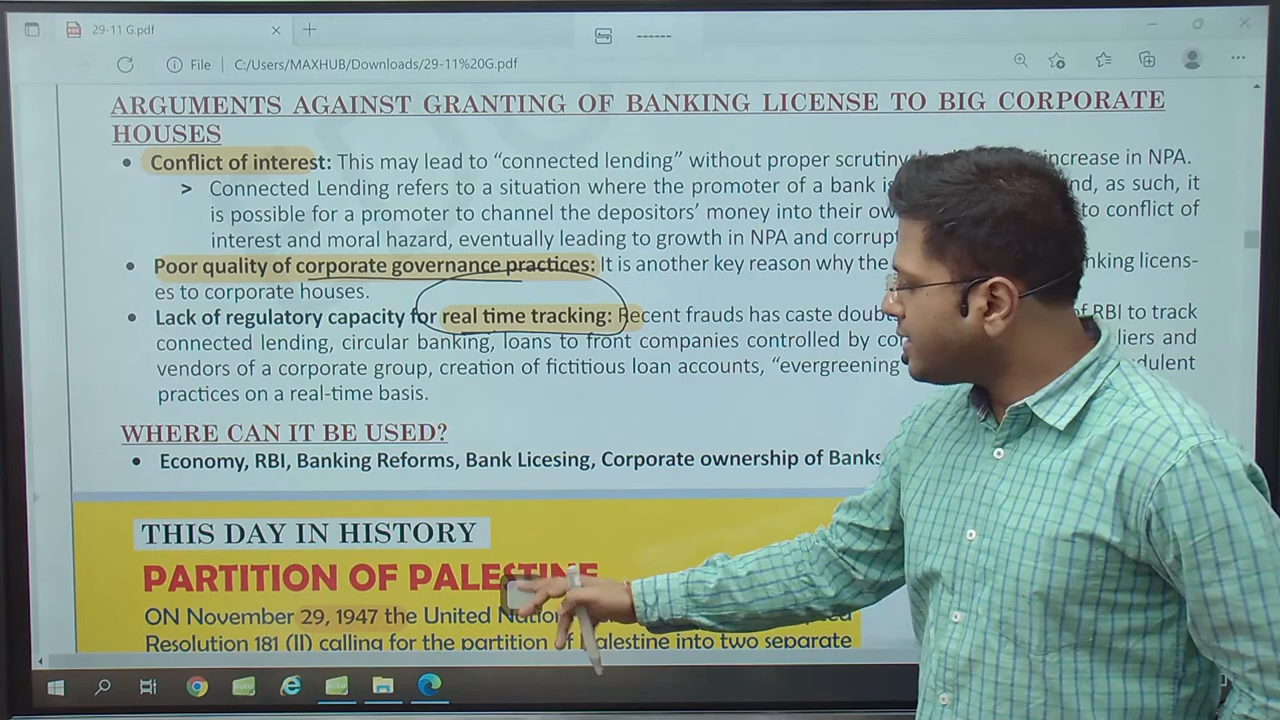 29-11 G.pdf
File C:/Users/MAXHUB/Downloads/29-11%20G.pdf
ARGUMENTS AGAINST GRANTING OF BANKING LICENSE TO BIG CORPORATE
HOUSES
• Conflict of interest: This may lead to “connected lending” without proper scrutiny increase in NPA.
> Connected Lending refers to a situation where the promoter of a bank is as such, it
is possible for a promoter to channel the depositors’ money into their to conflict of
interest and moral hazard, eventually leading to growth in NPA and
• Poor quality of corporate governance practices: It is another key reason why the licens-
es to corporate houses.
• Lack of regulatory capacity for real time tracking: Recent frauds has caste of RBI to track
connected lending, circular banking, loans to front companies controlled by and
vendors of a corporate group, creation of fictitious loan accounts, “evergreening
practices on a real-time basis.
WHERE CAN IT BE USED?
• Economy, RBI, Banking Reforms, Bank Licesing, Corporate ownership of Banks
THIS DAY IN HISTORY
PARTITION OF PALESTINE
ON November 29, 1947 the United
Resolution 181 (II) calling for the partition of Palestine into two separate